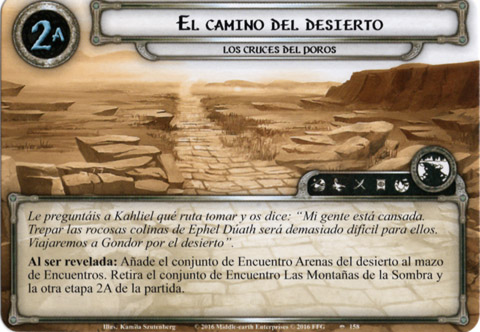 2A
EL CAMINO DEL DESIERTO
LOS CRUCES DEL POROS
Le preguntáis a Kahliel qué ruta tomar y os dice: “Mi gente está cansada.
Trepar las rocosas colinas de Ephel Dúath será demasiado difícil para ellos.
Viajaremos a Gondor por el desierto”.
Al ser revelada: Añade el conjunto de Encuentro Arenas del desierto al mazo
de Encuentros. Retira el conjunto de Encuentro Las Montañas de la Sombra y
la otra etapa 2A de la partida.
Illus. Kamila Szutenberg © 2016 Middle-earth Enterprises © 2016 FFG 158